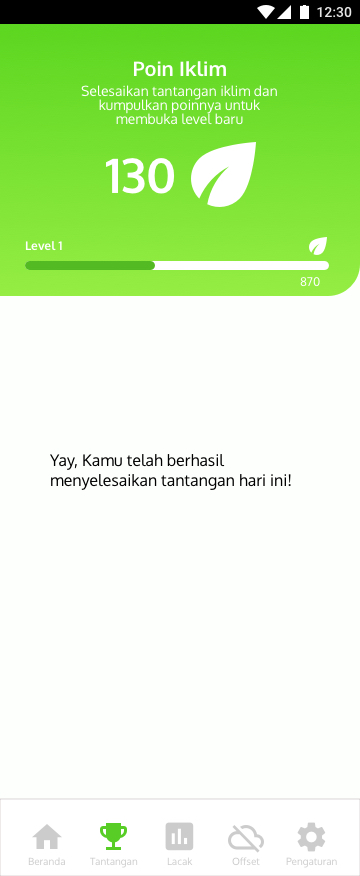 12:30
Poin Iklim
Selesaikan tantangan iklim dan
kumpulkan poinnya untuk
membuka level baru
130
Level 1
870
Yay, Kamu telah berhasil
menyelesaikan tantangan hari ini!
Beranda Tantangan Lacak Offset Pengaturan